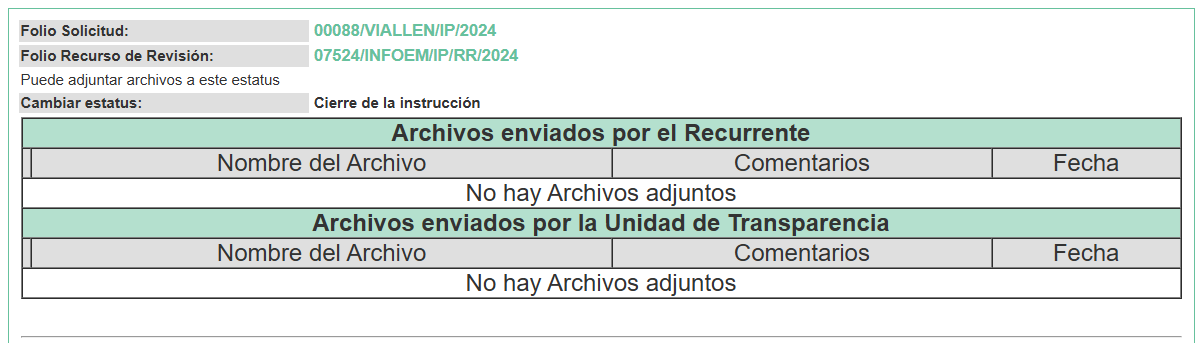 Folio Solicitud: 00088/VIALLEN/IP/2024
Folio Recurso de Revisión: 07524/INFOEM/IP/RR/2024
Puede adjuntar archivos a este estatus
Cambiar estatus: Cierre de la instrucción
Archivos enviados por el Recurrente
Nombre del Archivo Comentarios Fecha
No hay Archivos adjuntos
Archivos enviados por la Unidad de Transparencia
Nombre del Archivo Comentarios Fecha
No hay Archivos adjuntos